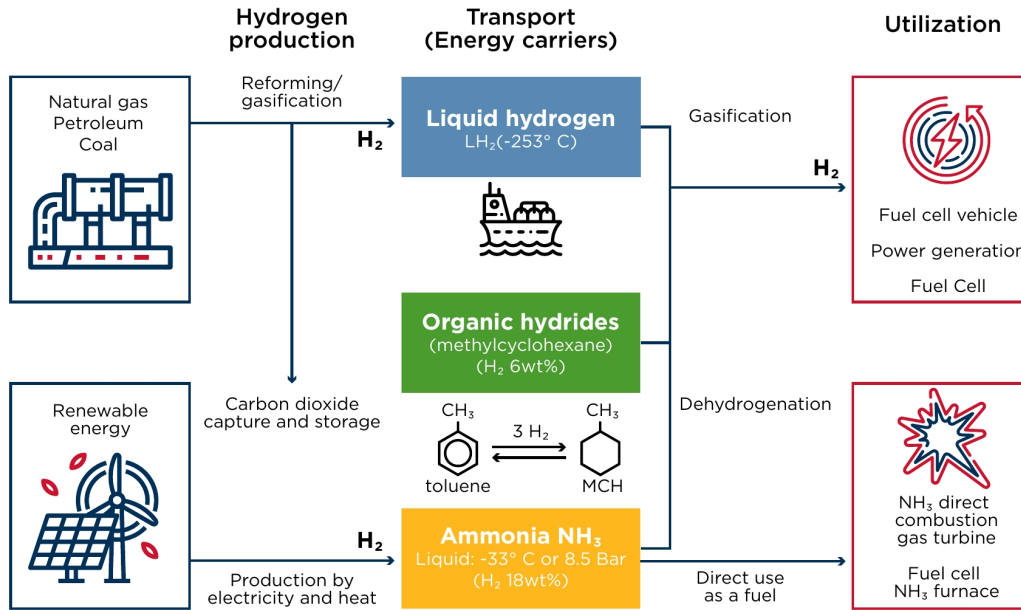 Hydrogen
production
Transport
(Energy carriers)
Utilization
Natural gas
Petroleum
Coal
Reforming/
gasification
H₂
Liquid hydrogen
LH₂(-253° C)
Gasification
H₂
Fuel cell vehicle
Power generation
Fuel Cell
Organic hydrides
(methylcyclohexane)
(H₂ 6wt%)
Carbon dioxide
capture and storage
Dehydrogenation
CH₃
3 H₂
CH₃
toluene
MCH
Renewable
energy
H₂
Production by
electricity and heat
Ammonia NH₃
Liquid: -33° C or 8.5 Bar
(H₂ 18wt%)
Direct use
as a fuel
NH₃ direct
combustion
gas turbine
Fuel cell
NH₃ furnace